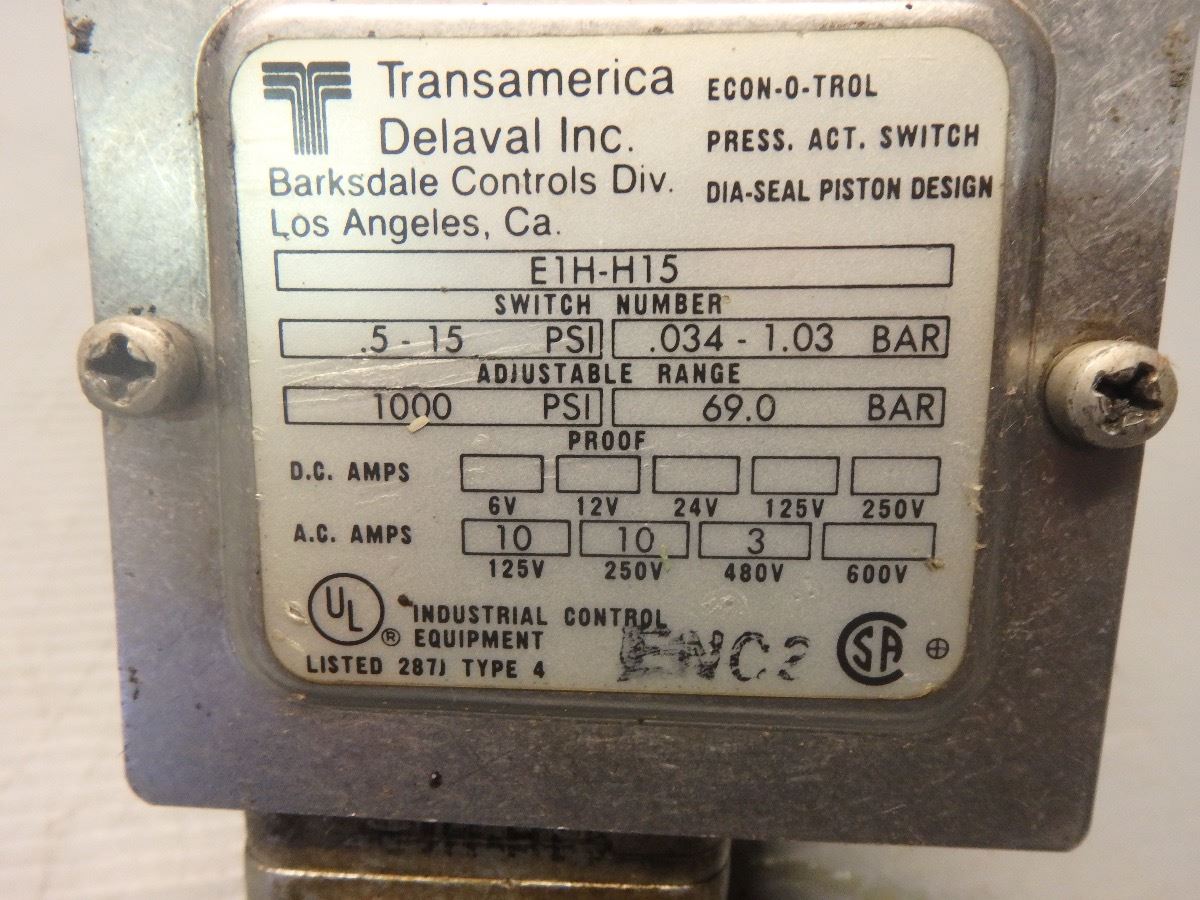 Transamerica
Delaval Inc.
Barksdale Controls Div.
Los Angeles, Ca.
ECON-O-TROL
PRESS. ACT. SWITCH
DIA-SEAL PISTON DESIGN
E1H-H15
SWITCH NUMBER
.5 - 15 PSI .034 - 1.03 BAR
ADJUSTABLE RANGE
1000 PSI 69.0 BAR
PROOF
D.C. AMPS
6V 12V 24V 125V 250V
A.C. AMPS 10 10 3
125V 250V 480V 600V
UL ® INDUSTRIAL CONTROL
EQUIPMENT
LISTED 287J TYPE 4
SA